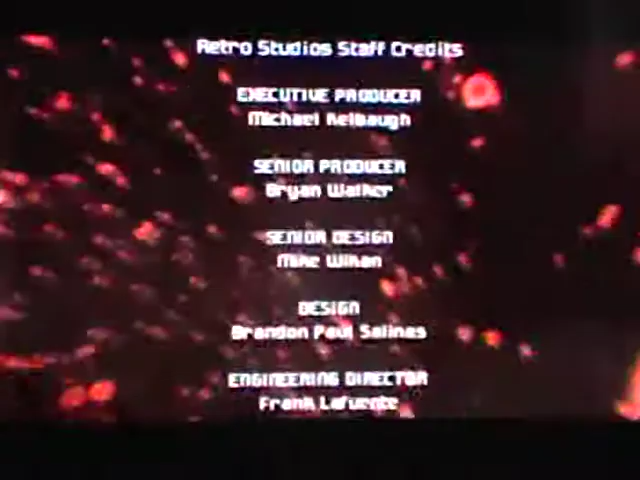 Retro Studios Staff Credits
EXECUTIVE PRODUCER
Michael Kelbaugh
SENIOR PRODUCER
Bryan Walker
SENIOR DESIGN
Mike Wikan
DESIGN
Brandon Paul Salinas
ENGINEERING DIRECTOR
Frank Lafuente